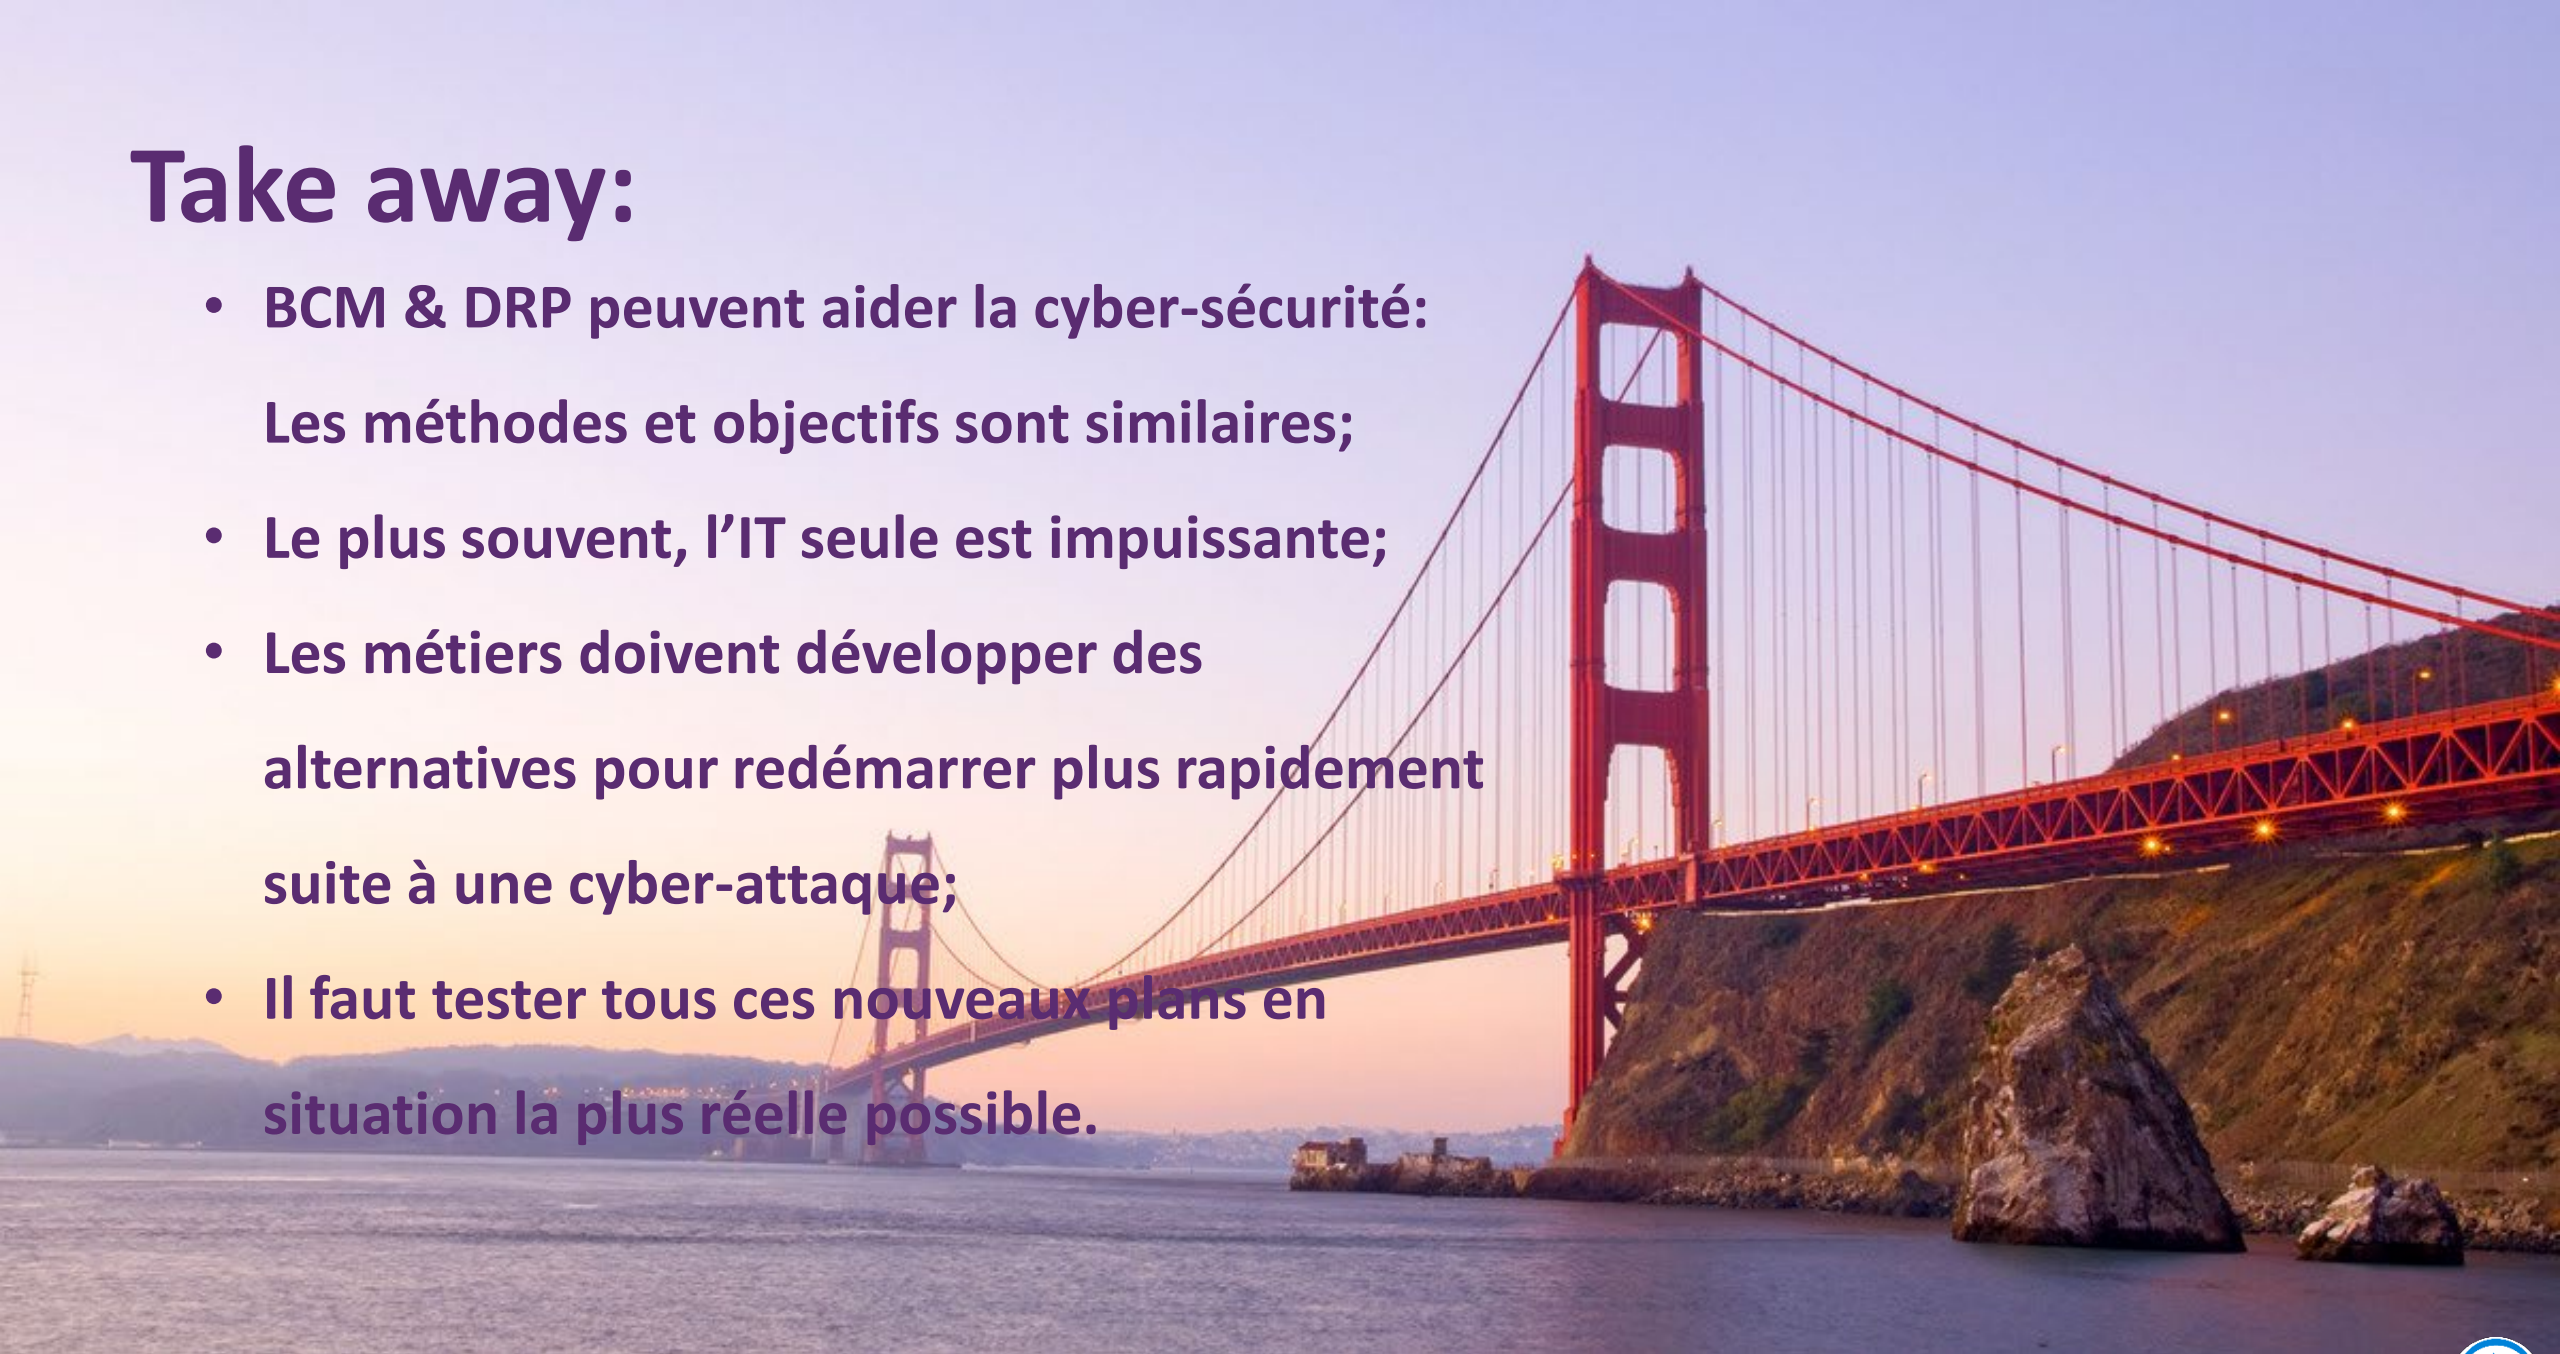 Take away:
• BCM & DRP peuvent aider la cyber-sécurité:
Les méthodes et objectifs sont similaires;
• Le plus souvent, l’IT seule est impuissante;
• Les métiers doivent développer des
alternatives pour redémarrer plus rapidement
suite à une cyber-attaque;
• Il faut tester tous ces nouveaux plans en
situation la plus réelle possible.